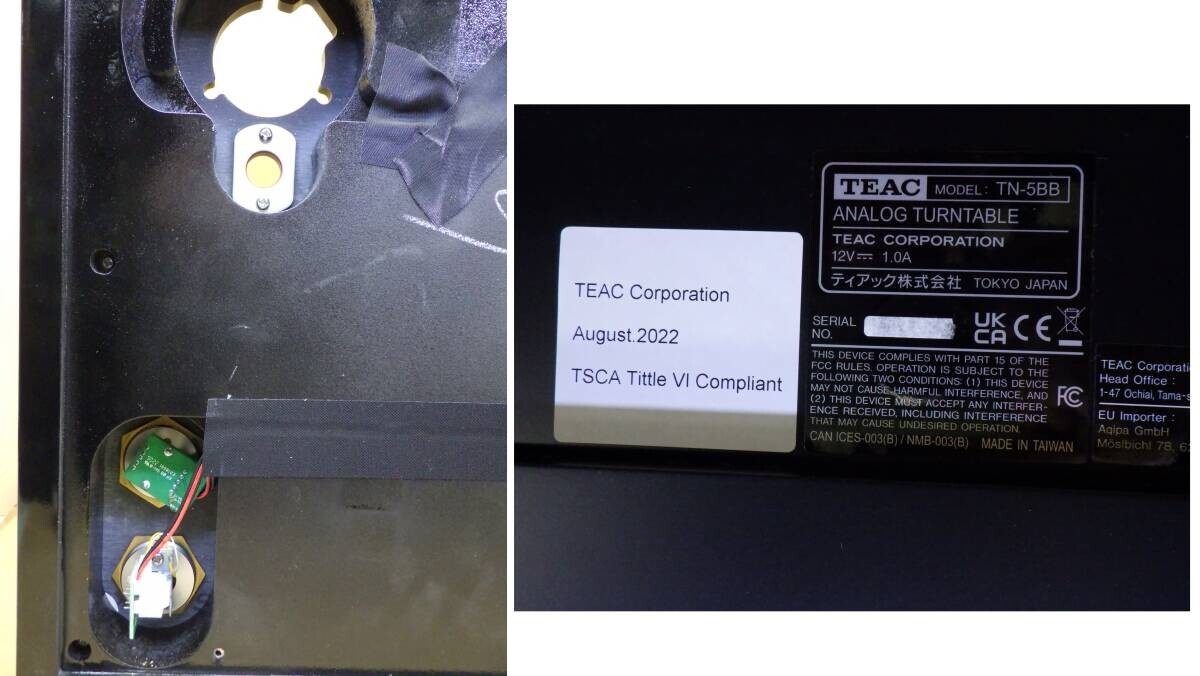 TEAC Corporation
August.2022
TSCA Tittle VI Compliant
TEAC MODEL: TN-5BB
ANALOG TURNTABLE
TEAC CORPORATION
12V⎓ 1.0A
ティアック株式会社 TOKYO JAPAN
SERIAL
NO.
UK
CA CE
THIS DEVICE COMPLIES WITH PART 15 OF THE
FCC RULES. OPERATION IS SUBJECT TO THE
FOLLOWING TWO CONDITIONS: (1) THIS DEVICE
MAY NOT CAUSE HARMFUL INTERFERENCE, AND
(2) THIS DEVICE MUST ACCEPT ANY INTERFER-
ENCE RECEIVED, INCLUDING INTERFERENCE
THAT MAY CAUSE UNDESIRED OPERATION.
FC
CAN ICES-003(B) / NMB-003(B) MADE IN TAIWAN
TEAC Corporati
Head Office :
1-47 Ochiai, Tama-s
EU Importer :
Aqipa GmbH
Möslbichl 78, 62